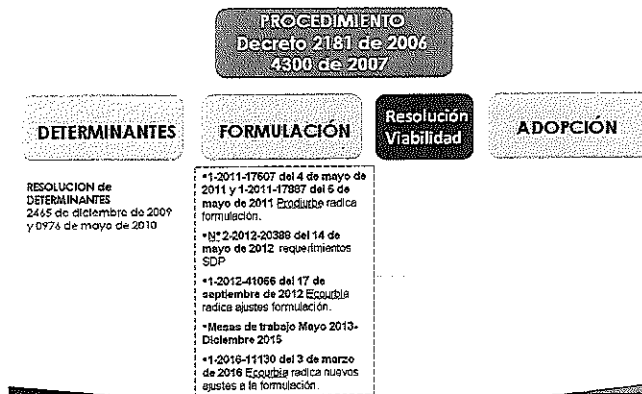 PROCEDIMIENTO
Decreto 2181 de 2006
4300 de 2007
DETERMINANTES
FORMULACIÓN
Resolución
Viabilidad
ADOPCIÓN
RESOLUCION de
DETERMINANTES
2465 de diciembre de 2009
y 0976 de mayo de 2010
•1-2011-17607 del 4 de mayo de
2011 y 1-2011-17887 del 5 de
mayo de 2011 Produrbe radica
formulación.
•N° 2-2012-20388 del 14 de
mayo de 2012 requerimientos
SDP
•1-2012-41066 del 17 de
septiembre de 2012 Ecourbia
radica ajustes formulación.
•Mesas de trabajo Mayo 2013-
Diciembre 2015
•1-2016-11130 del 3 de marzo
de 2016 Ecourbia radica nuevos
ajustes a la formulación.